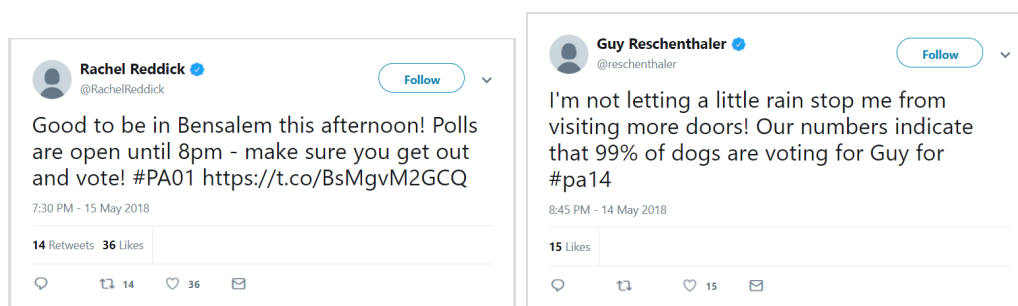 Rachel Reddick
@RachelReddick
Follow
Good to be in Bensalem this afternoon! Polls
are open until 8pm - make sure you get out
and vote! #PA01 https://t.co/BsMgvM2GCQ
7:30 PM - 15 May 2018
14 Retweets 36 Likes
14 36
Guy Reschenthaler
@reschenthaler
Follow
I'm not letting a little rain stop me from
visiting more doors! Our numbers indicate
that 99% of dogs are voting for Guy for
#pa14
8:45 PM - 14 May 2018
15 Likes
15